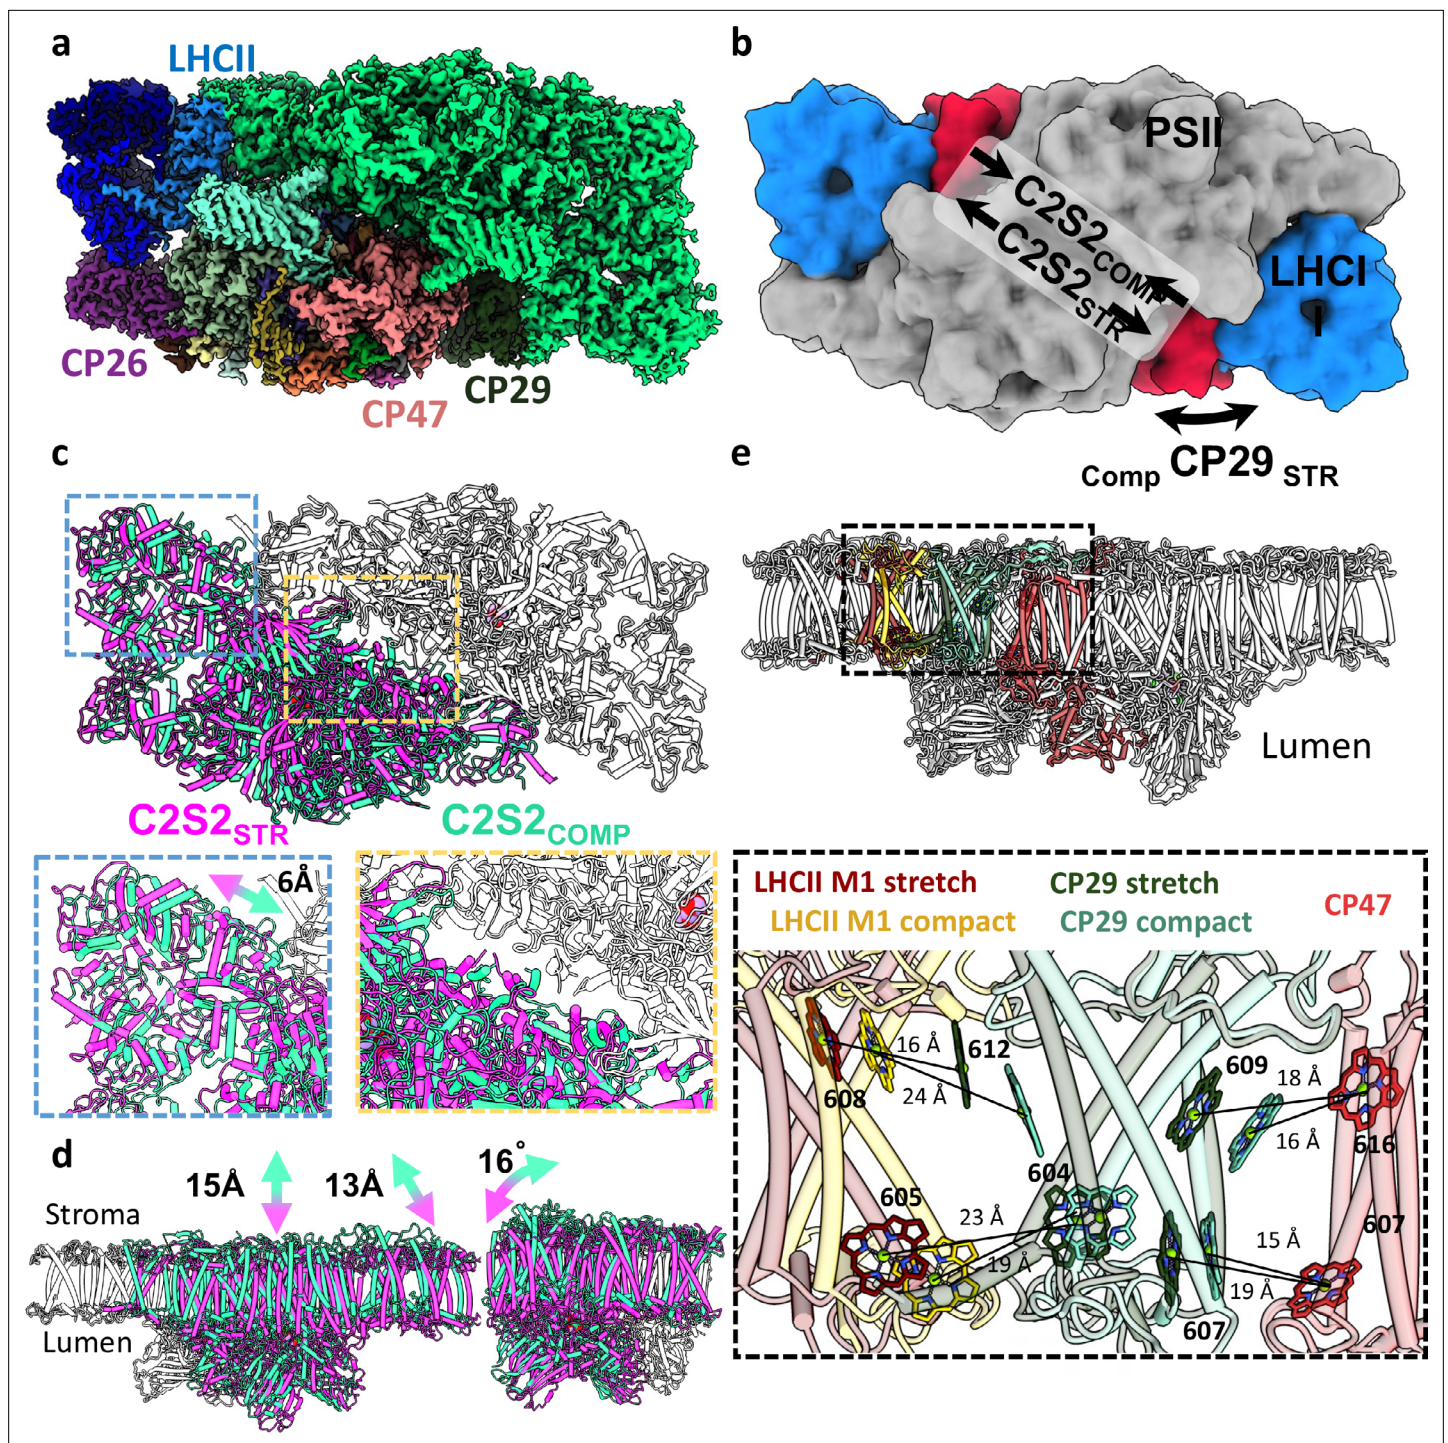 a
LHCII
CP26
CP47
CP29
b
PSII
C2S2COMP
C2S2STR
LHCI
I
Comp CP29 STR
c
C2S2STR
C2S2COMP
6Å
d
15Å
13Å
16°
Stroma
Lumen
e
Lumen
LHCII M1 stretch
CP29 stretch
CP47
LHCII M1 compact
CP29 compact
16 Å
612
24 Å
608
609
18 Å
16 Å
616
604
605
23 Å
19 Å
607
15 Å
19 Å
607